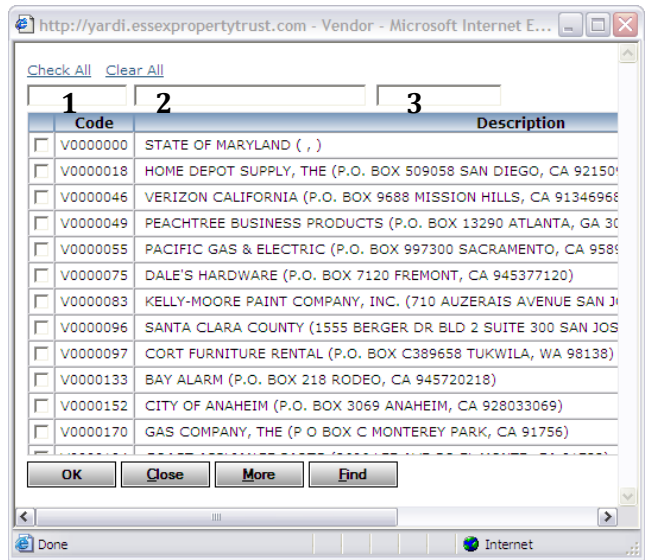 http://yardi.essexpropertytrust.com - Vendor - Microsoft Internet E...
Check All Clear All
1 2 3
Code Description
V0000000 STATE OF MARYLAND ( , )
V0000018 HOME DEPOT SUPPLY, THE (P.O. BOX 509058 SAN DIEGO, CA 92150
V0000046 VERIZON CALIFORNIA (P.O. BOX 9688 MISSION HILLS, CA 91346968
V0000049 PEACHTREE BUSINESS PRODUCTS (P.O. BOX 13290 ATLANTA, GA 30
V0000055 PACIFIC GAS & ELECTRIC (P.O. BOX 997300 SACRAMENTO, CA 9589
V0000075 DALE'S HARDWARE (P.O. BOX 7120 FREMONT, CA 945377120)
V0000083 KELLY-MOORE PAINT COMPANY, INC. (710 AUZERAIS AVENUE SAN J
V0000096 SANTA CLARA COUNTY (1555 BERGER DR BLD 2 SUITE 300 SAN JOS
V0000097 CORT FURNITURE RENTAL (P.O. BOX C389658 TUKWILA, WA 98138)
V0000133 BAY ALARM (P.O. BOX 218 RODEO, CA 945720218)
V0000152 CITY OF ANAHEIM (P.O. BOX 3069 ANAHEIM, CA 928033069)
V0000170 GAS COMPANY, THE (P O BOX C MONTEREY PARK, CA 91756)
OK Close More Find
Done Internet